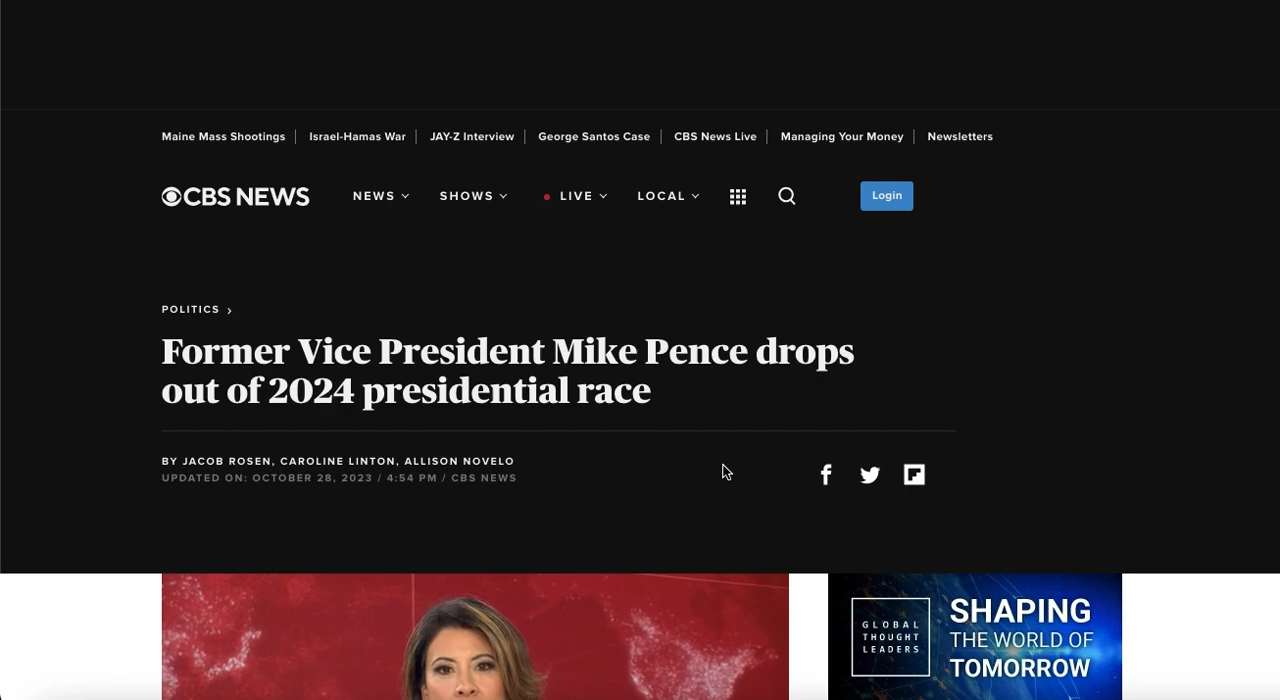 Maine Mass Shootings Israel-Hamas War JAY-Z Interview George Santos Case CBS News Live Managing Your Money Newsletters
CBS NEWS NEWS SHOWS LIVE LOCAL Login
POLITICS
Former Vice President Mike Pence drops
out of 2024 presidential race
BY JACOB ROSEN, CAROLINE LINTON, ALLISON NOVELO
UPDATED ON: OCTOBER 28, 2023 / 4:54 PM / CBS NEWS
GLOBAL
THOUGHT
LEADERS
SHAPING
THE WORLD OF
TOMORROW